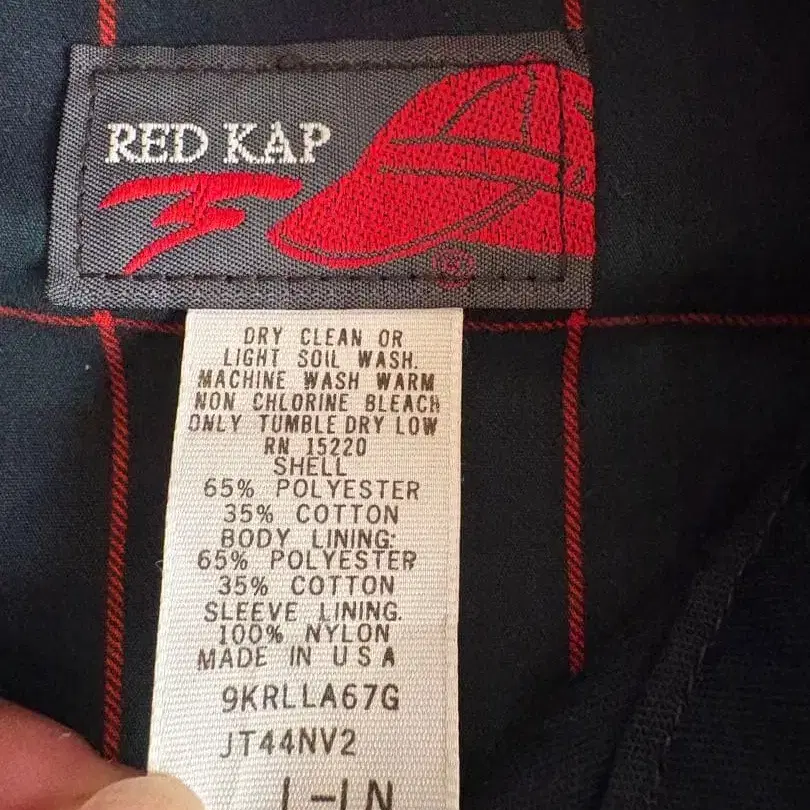 RED KAP
®
DRY CLEAN OR
LIGHT SOIL WASH.
MACHINE WASH WARM
NON CHLORINE BLEACH
ONLY TUMBLE DRY LOW
RN 15220
SHELL
65% POLYESTER
35% COTTON
BODY LINING:
65% POLYESTER
35% COTTON
SLEEVE LINING.
100% NYLON
MADE IN U S A
9KRLLA67G
JT44NV2